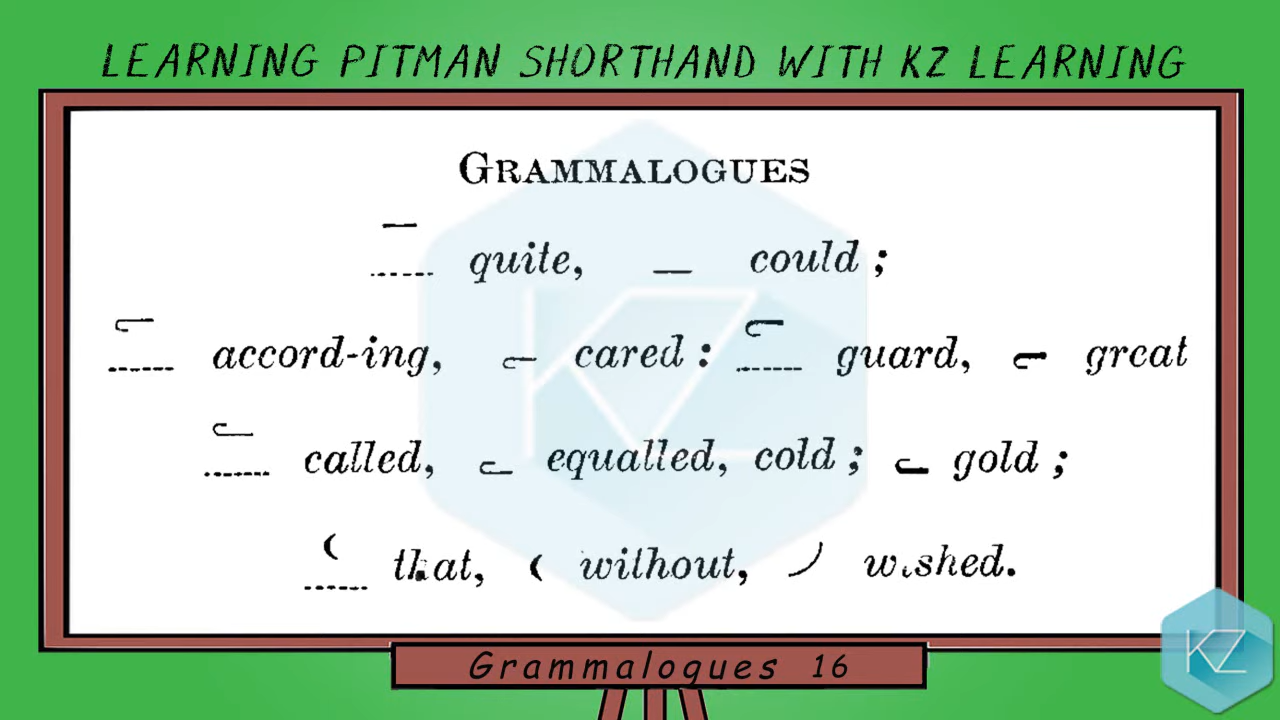 LEARNING PITMAN SHORTHAND WITH KZ LEARNING
GRAMMALOGUES
quite, could;
accord-ing, cared: guard, great
called, equalled, cold; gold;
that, without, wished.
Grammalogues 16
KZ